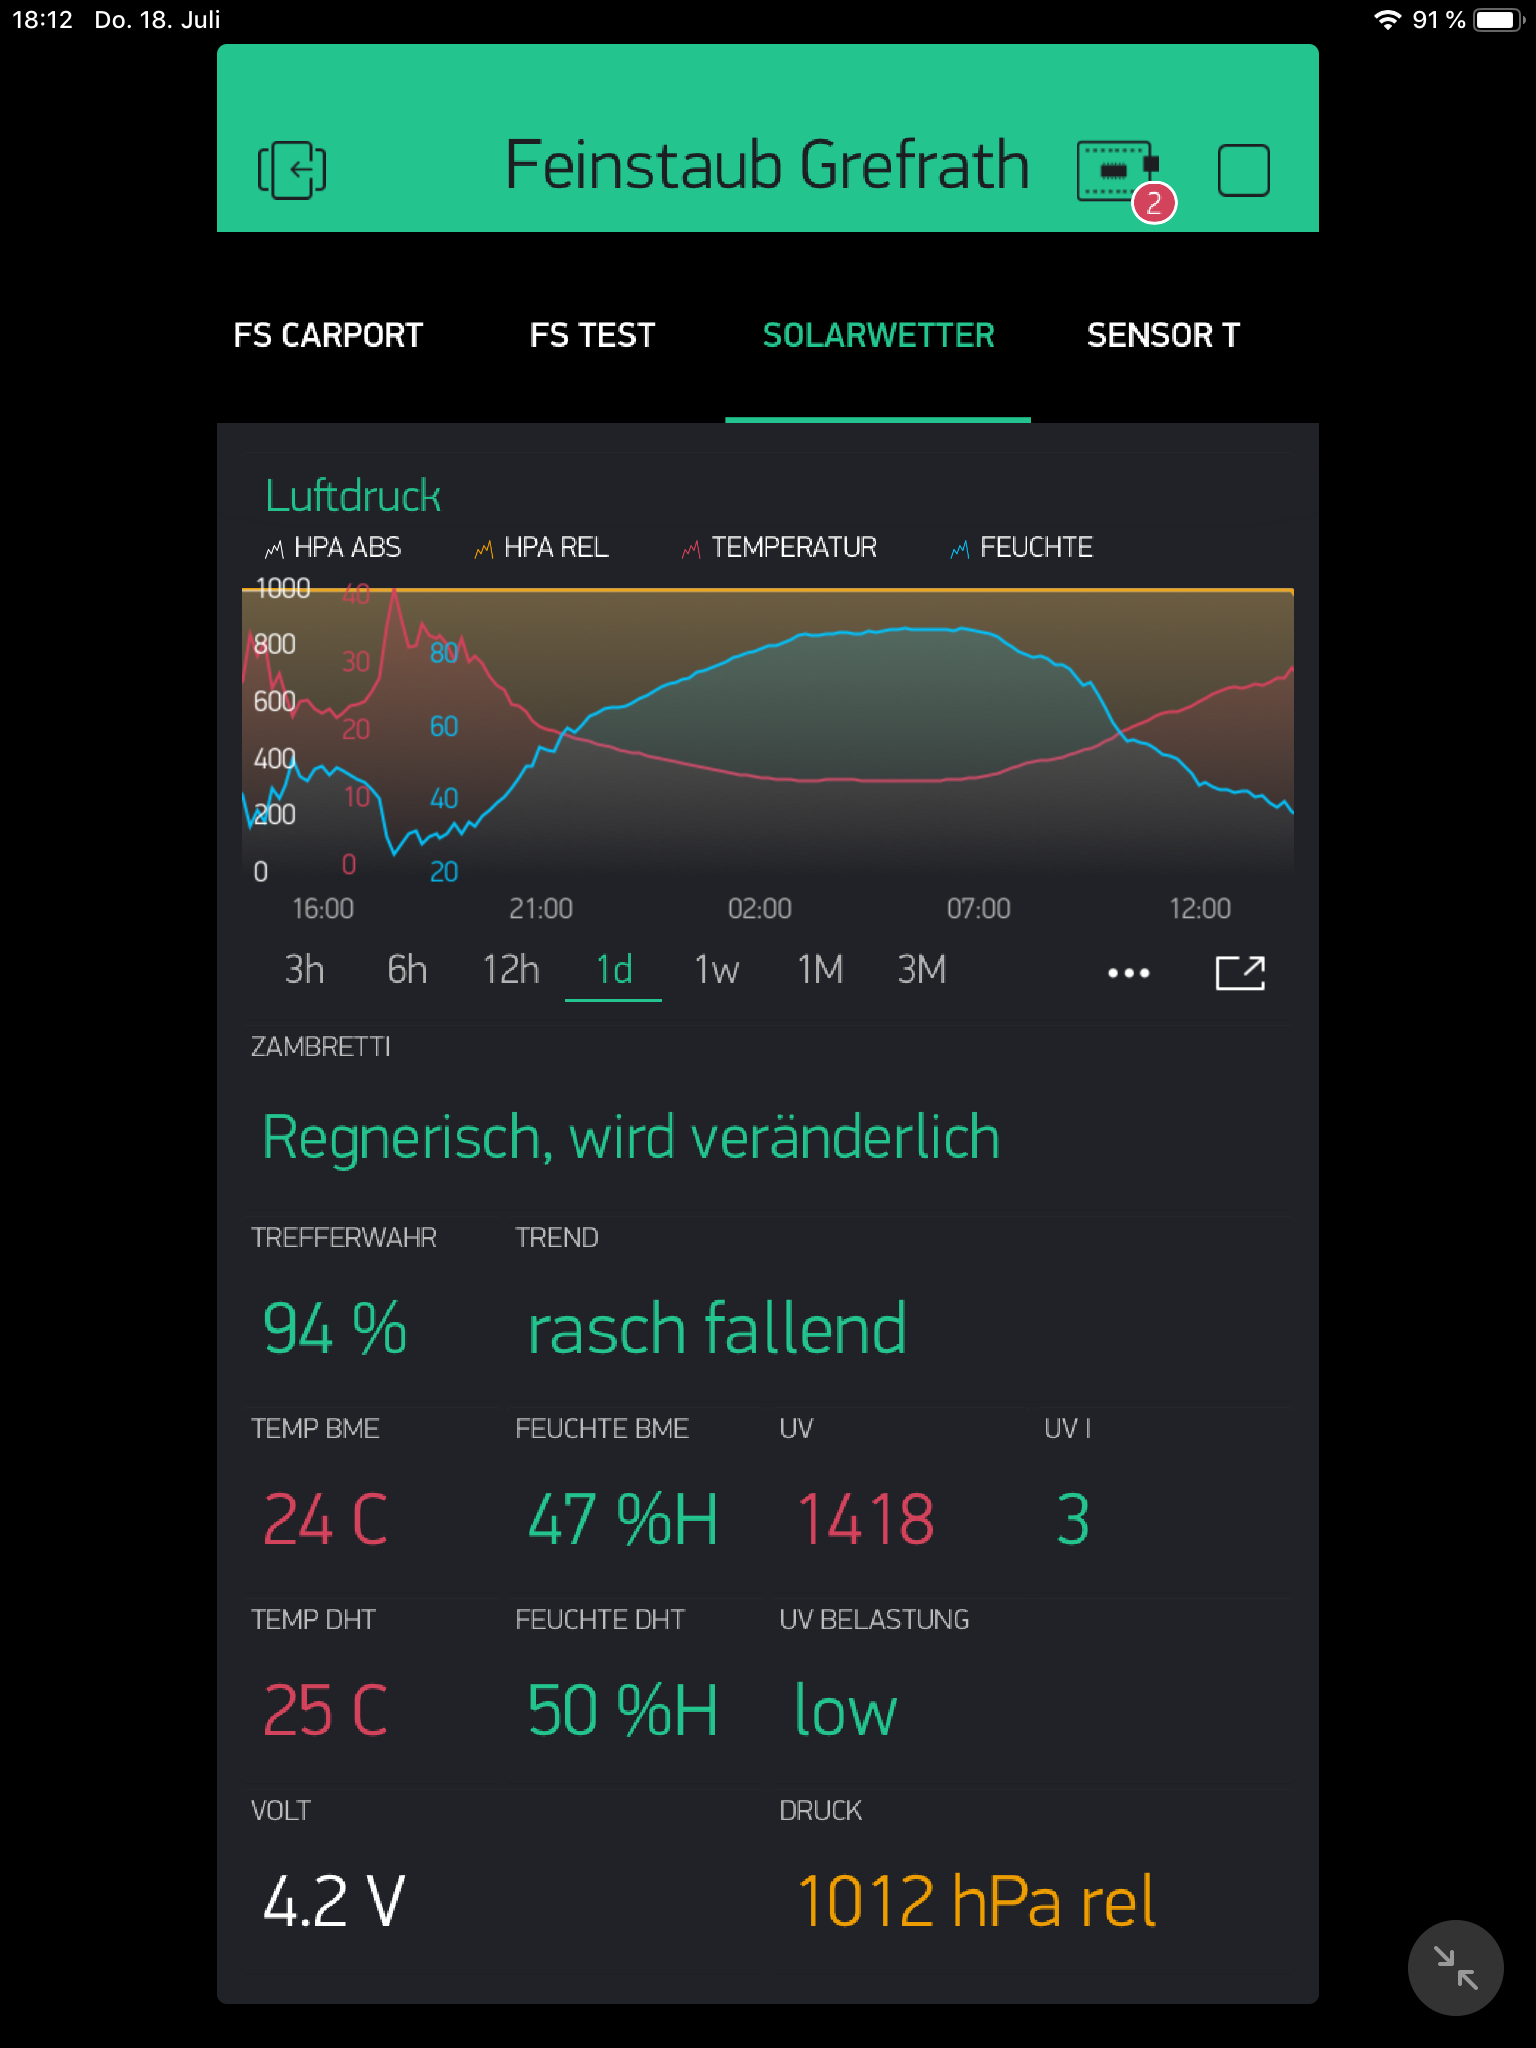 18:12 Do. 18. Juli 91 %
Feinstaub Grefrath
2
FS CARPORT FS TEST SOLARWETTER SENSOR T
Luftdruck
HPA ABS HPA REL TEMPERATUR FEUCHTE
1000 40
800 30 80
600 20 60
400 10 40
200 0 20
0
16:00 21:00 02:00 07:00 12:00
3h 6h 12h 1d 1w 1M 3M
ZAMBRETTI
Regnerisch, wird veränderlich
TREFFERWAHR TREND
94 % rasch fallend
TEMP BME FEUCHTE BME UV UV I
24 C 47 %H 1418 3
TEMP DHT FEUCHTE DHT UV BELASTUNG
25 C 50 %H low
VOLT DRUCK
4.2 V 1012 hPa rel